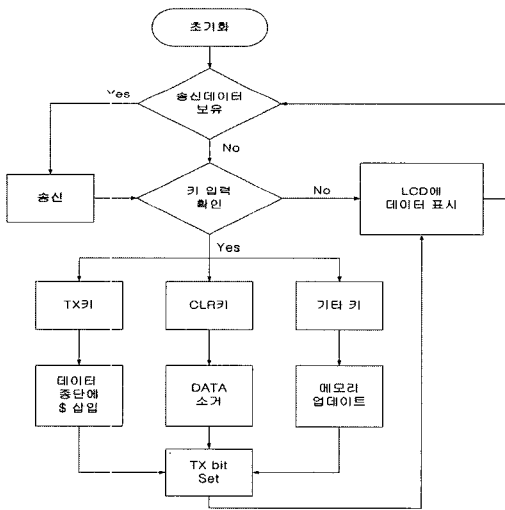 초기화
송신데이터
보유
Yes
No
송신
키 입력
확인
No
LCD에
데이터 표시
Yes
TX키
CLR키
기타 키
데이터
종단에
$ 삽입
DATA
소거
메모리
업데이트
TX bit
Set